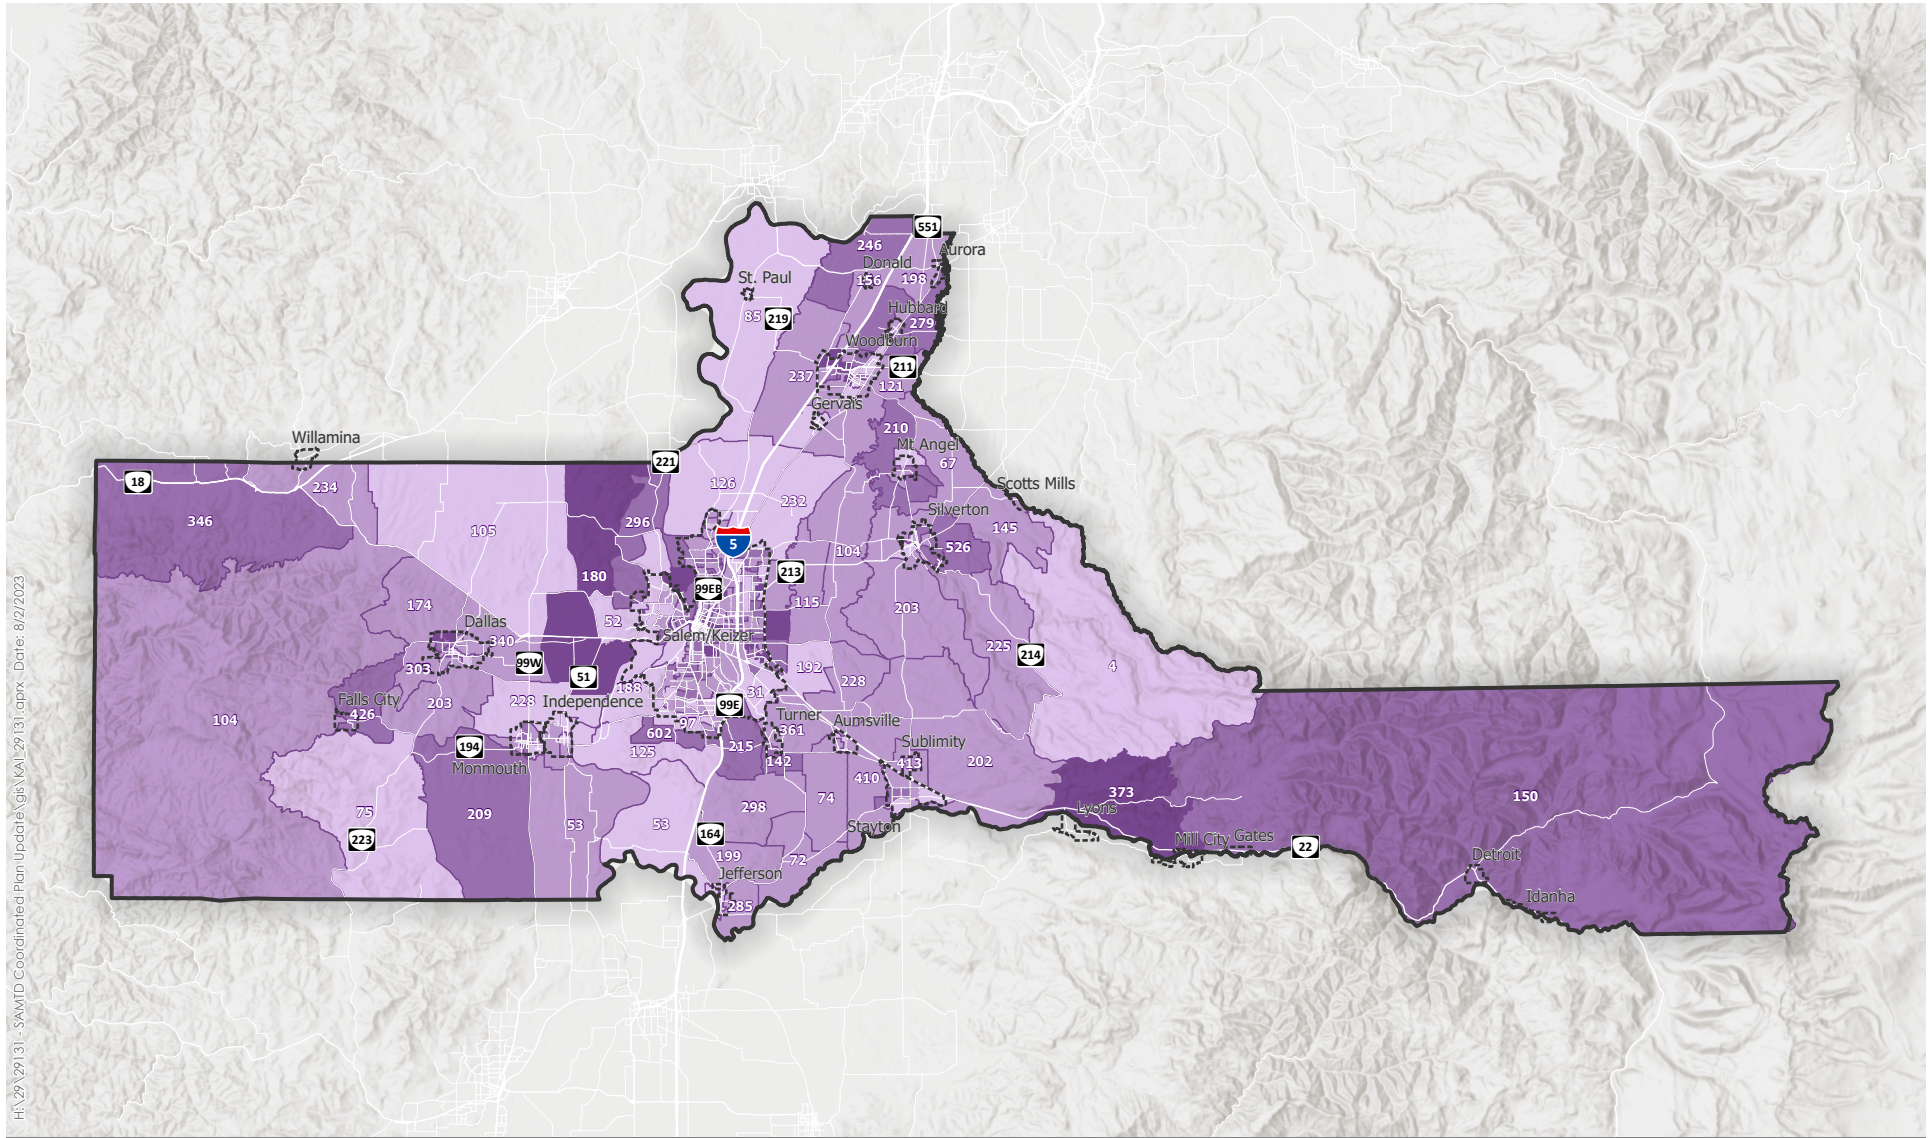 551
246
Aurora
Donald
St. Paul
156
198
Hubbard
85
219
279
Woodburn
211
237
121
Gervais
210
Willamina
Mt Angel
221
67
18
126
Scotts Mills
234
232
Silverton
346
296
145
105
5
104
526
213
180
99EB
174
115
203
Dallas
52
Salem/Keizer
340
225
214
99W
303
51
192
4
228
188
31
Falls City
203
228
Independence
99E
426
104
Turner
Aumsville
97
361
602
194
215
Sublimity
125
142
413
202
Monmouth
410
373
150
74
298
75
209
53
53
Lyons
Stayton
164
223
Mill City
Gates
22
199
72
Detroit
Jefferson
Idanha
285
H:\29\29131 - SAMTD Coordinated Plan Update\gis\KAI_29131.aprx Date: 8/2/2023